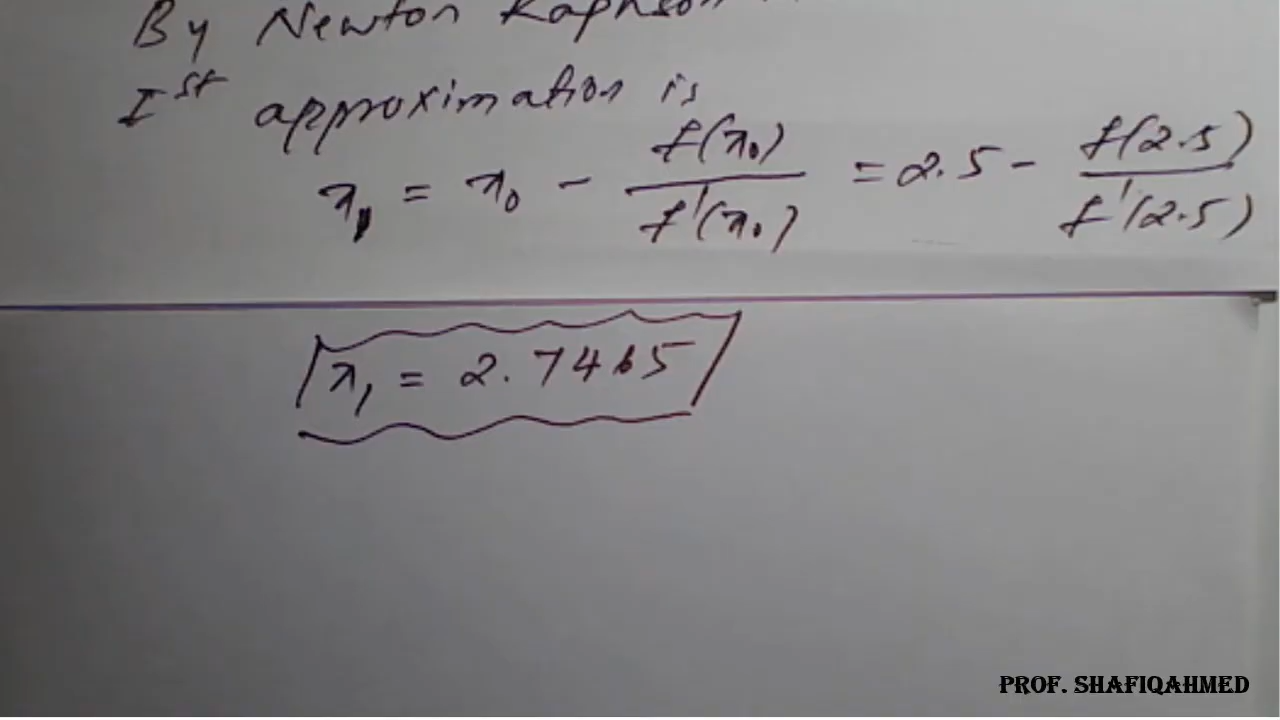 By Newton Raphson
Ist approximation is
x₁ = x₀ - f(x₀) / f'(x₀) = 2.5 - f(2.5) / f'(2.5)
x₁ = 2.7465
PROF. SHAFIQAHMED